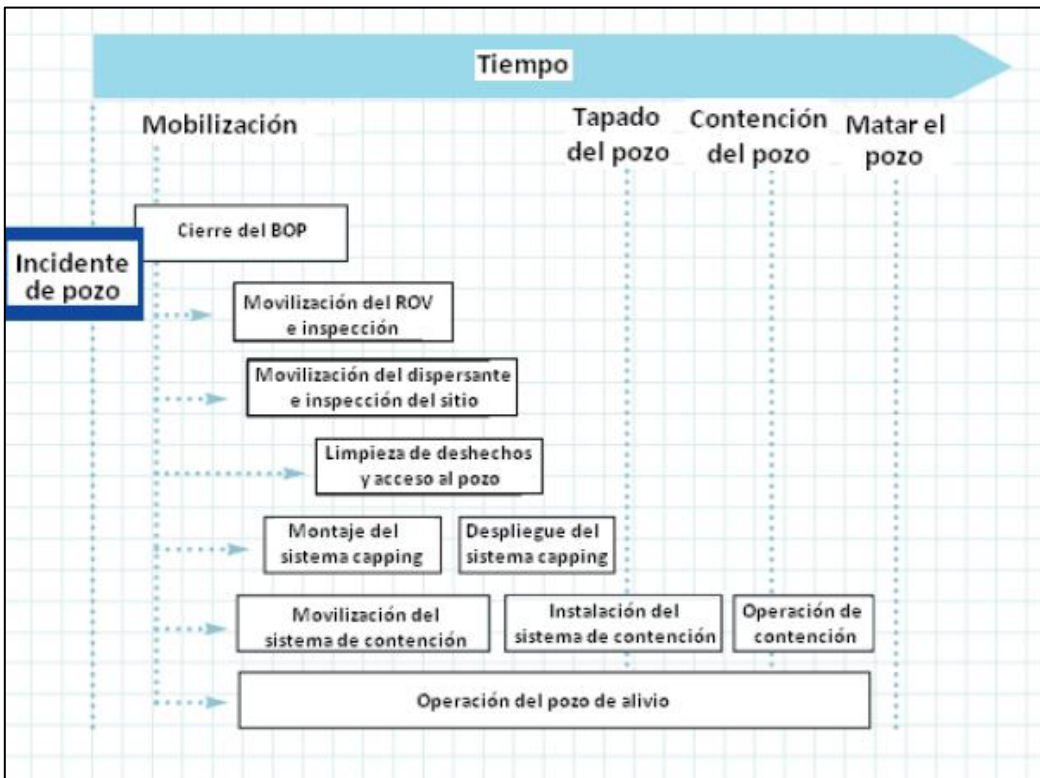 Tiempo
Mobilización
Tapado
del pozo
Contención
del pozo
Matar el
pozo
Cierre del BOP
Incidente
de pozo
Movilización del ROV
e inspección
Movilización del dispersante
e inspección del sitio
Limpieza de deshechos
y acceso al pozo
Montaje del
sistema capping
Despliegue del
sistema capping
Movilización del
sistema de contención
Instalación del
sistema de contención
Operación de
contención
Operación del pozo de alivio